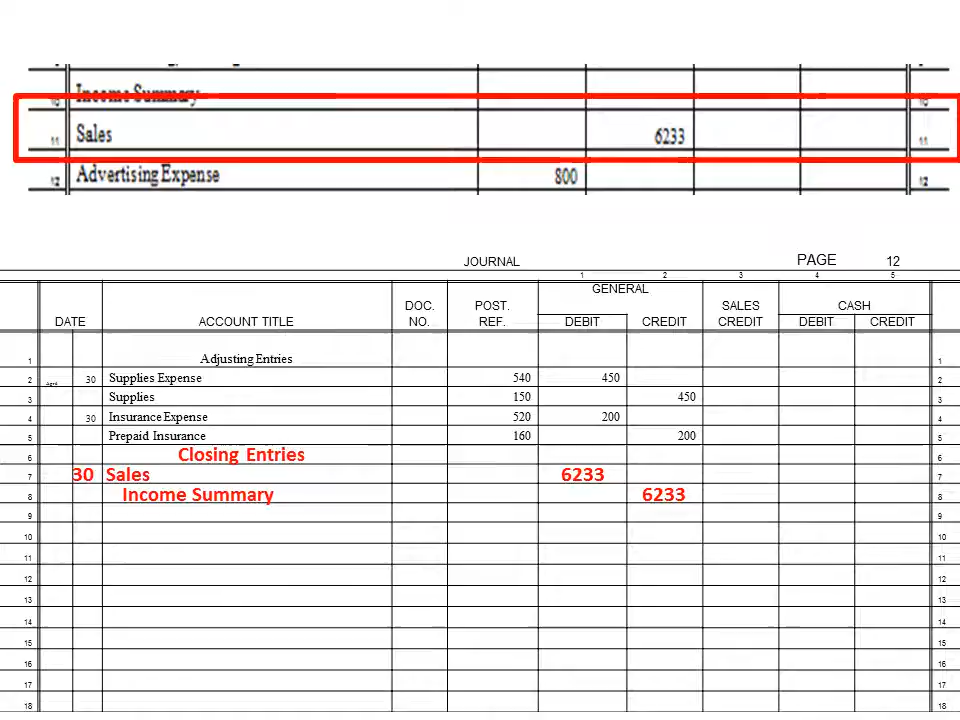 10 Income Summary 10
11 Sales 6233 11
12 Advertising Expense 800 12
JOURNAL PAGE 12
1 2 3 4 5
GENERAL
DOC. POST. SALES CASH
DATE ACCOUNT TITLE NO. REF. DEBIT CREDIT CREDIT DEBIT CREDIT
1 Adjusting Entries 1
2 April 30 Supplies Expense 540 450 2
3 Supplies 150 450 3
4 30 Insurance Expense 520 200 4
5 Prepaid Insurance 160 200 5
6 Closing Entries 6
7 30 Sales 6233 7
8 Income Summary 6233 8
9 9
10 10
11 11
12 12
13 13
14 14
15 15
16 16
17 17
18 18